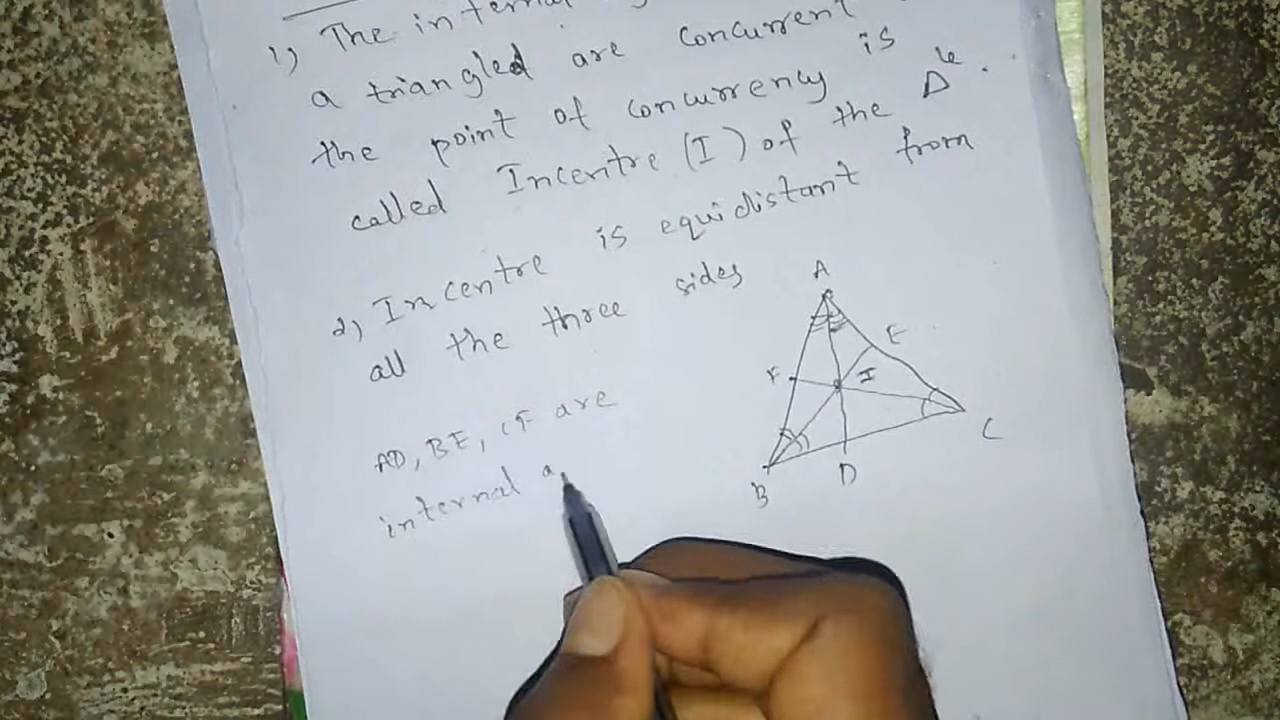 1) The internal
a triangled are concurrent
the point of concurrency is
called Incentre (I) of the Δle.
2) Incentre is equidistant from
all the three sides
AD, BE, CF are
internal a
A
E
F
I
C
B
D